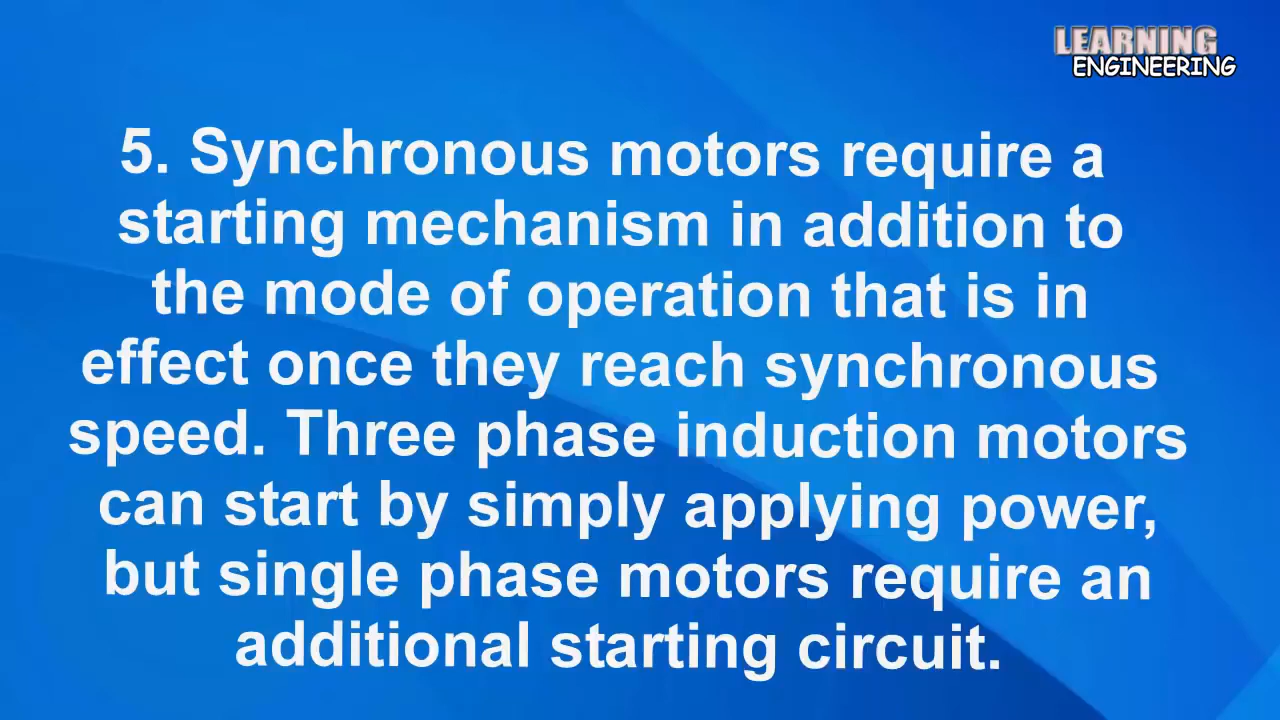 LEARNING
ENGINEERING
5. Synchronous motors require a
starting mechanism in addition to
the mode of operation that is in
effect once they reach synchronous
speed. Three phase induction motors
can start by simply applying power,
but single phase motors require an
additional starting circuit.